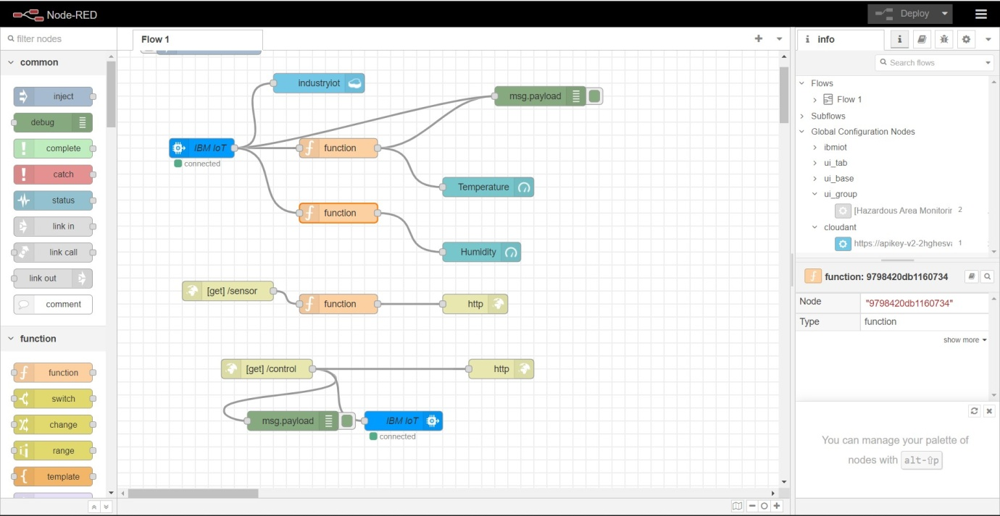 Node-RED
Deploy
filter nodes
Flow 1
info
Search flows
common
inject
debug
complete
catch
status
link in
link call
link out
comment
function
function
switch
change
range
template
industryiot
msg.payload
IBM IoT
connected
function
Temperature
function
Humidity
[get] /sensor
function
http
[get] /control
http
msg.payload
IBM IoT
connected
Flows
Flow 1
Subflows
Global Configuration Nodes
ibmiot
ui_tab
ui_base
ui_group
[Hazardous Area Monitorir 2
cloudant
https://apikey-v2-2hghesva 1
function: 9798420db1160734
Node "9798420db1160734"
Type function
show more
You can manage your palette of
nodes with alt-⇧p